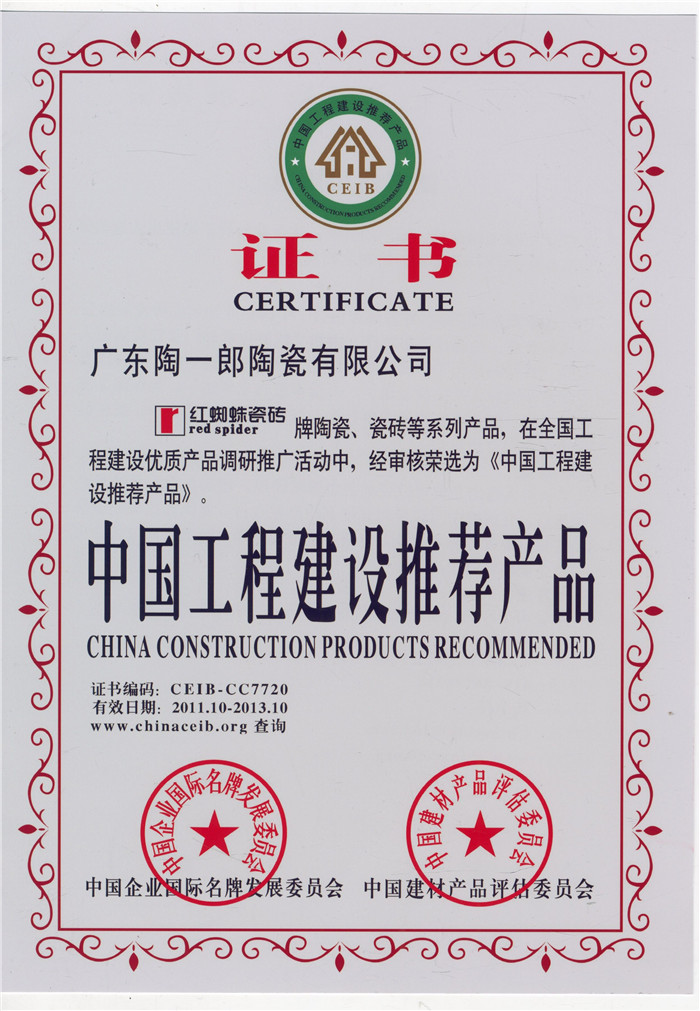 中国工程建设推荐产品
CEIB
CHINA CONSTRUCTION PRODUCTS RECOMMENDED
证书
CERTIFICATE
广东陶一郎陶瓷有限公司
红蜘蛛瓷砖
red spider
牌陶瓷、瓷砖等系列产品，在全国工
程建设优质产品调研推广活动中，经审核荣选为《中国工程建
设推荐产品》。
中国工程建设推荐产品
CHINA CONSTRUCTION PRODUCTS RECOMMENDED
证书编码：CEIB-CC7720
有效日期：2011.10-2013.10
www.chinaceib.org 查询
中国企业国际名牌发展委员会
中国建材产品评估委员会
中国企业国际名牌发展委员会 中国建材产品评估委员会